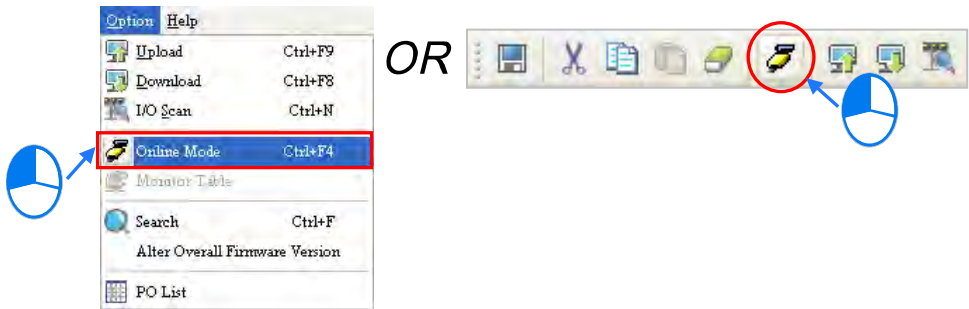 Option Help
Upload Ctrl+F9
Download Ctrl+F8
I/O Scan Ctrl+N
Online Mode Ctrl+F4
Monitor Table
Search Ctrl+F
Alter Overall Firmware Version
PO List
OR